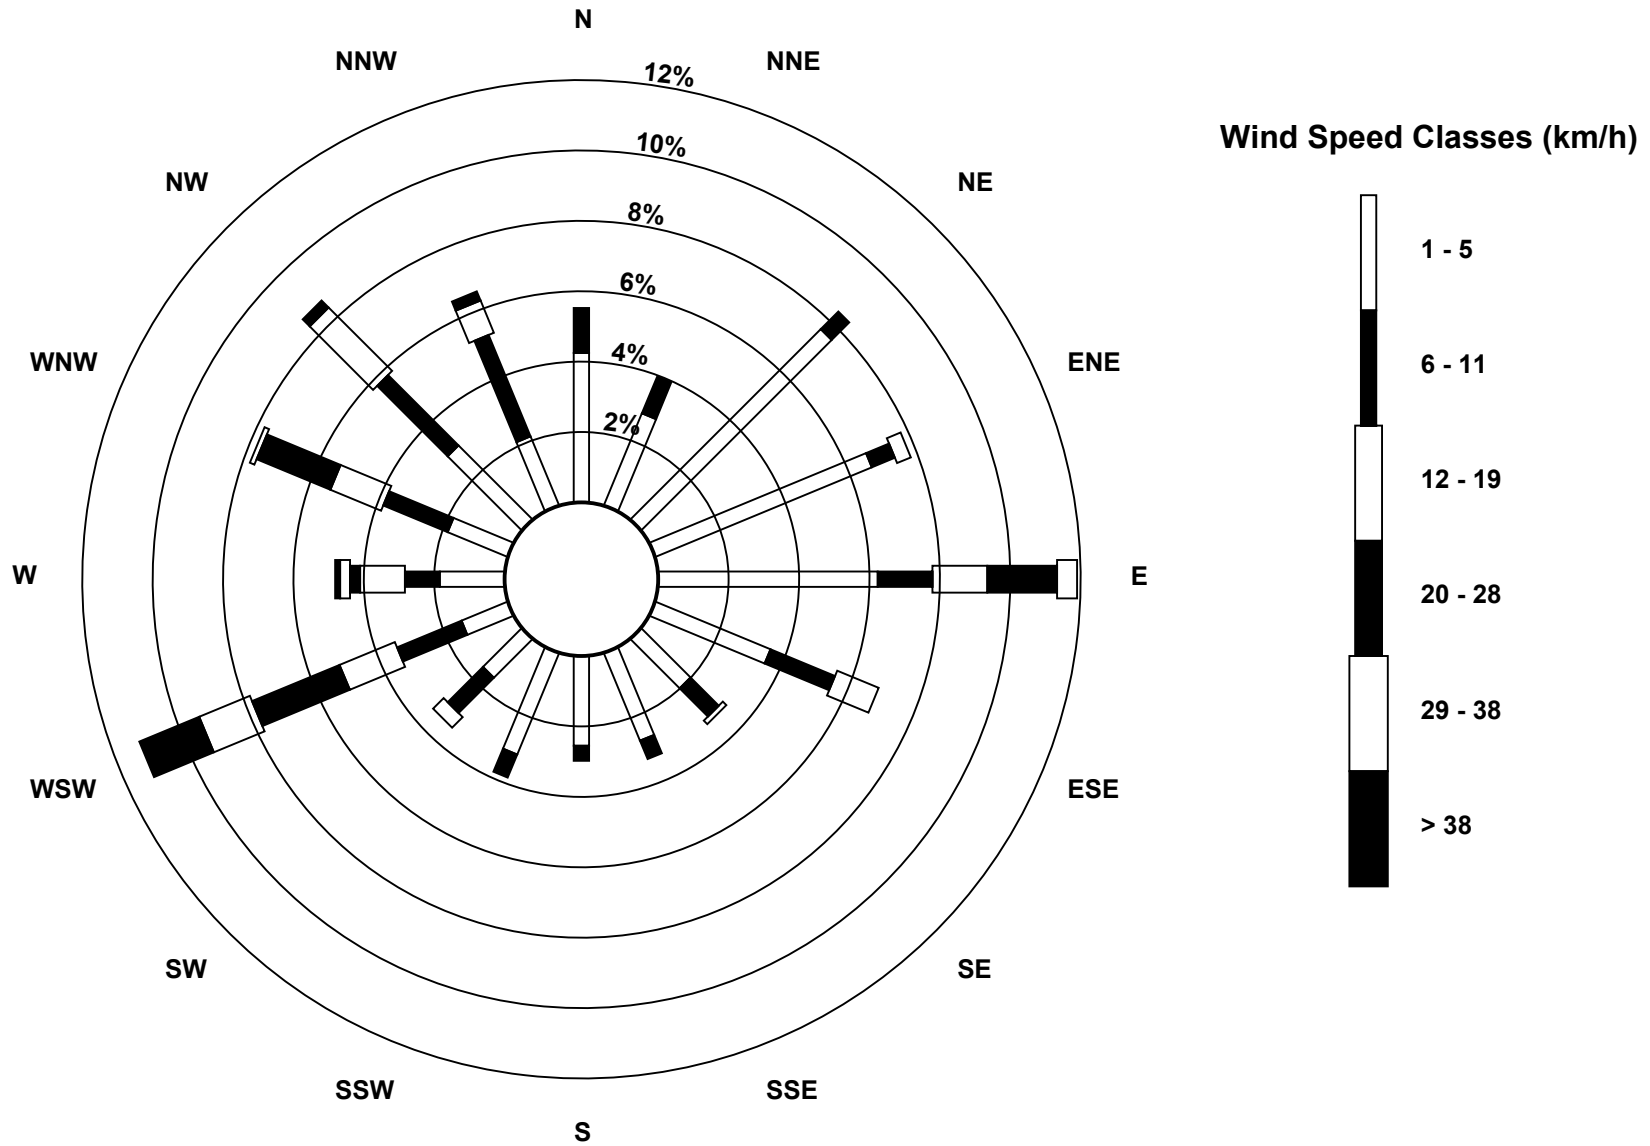 N
NNW
NNE
12%
Wind Speed Classes (km/h)
10%
NW
NE
8%
1 - 5
6%
4%
WNW
ENE
6 - 11
2%
12 - 19
W
E
20 - 28
29 - 38
WSW
ESE
> 38
SW
SE
SSW
SSE
S